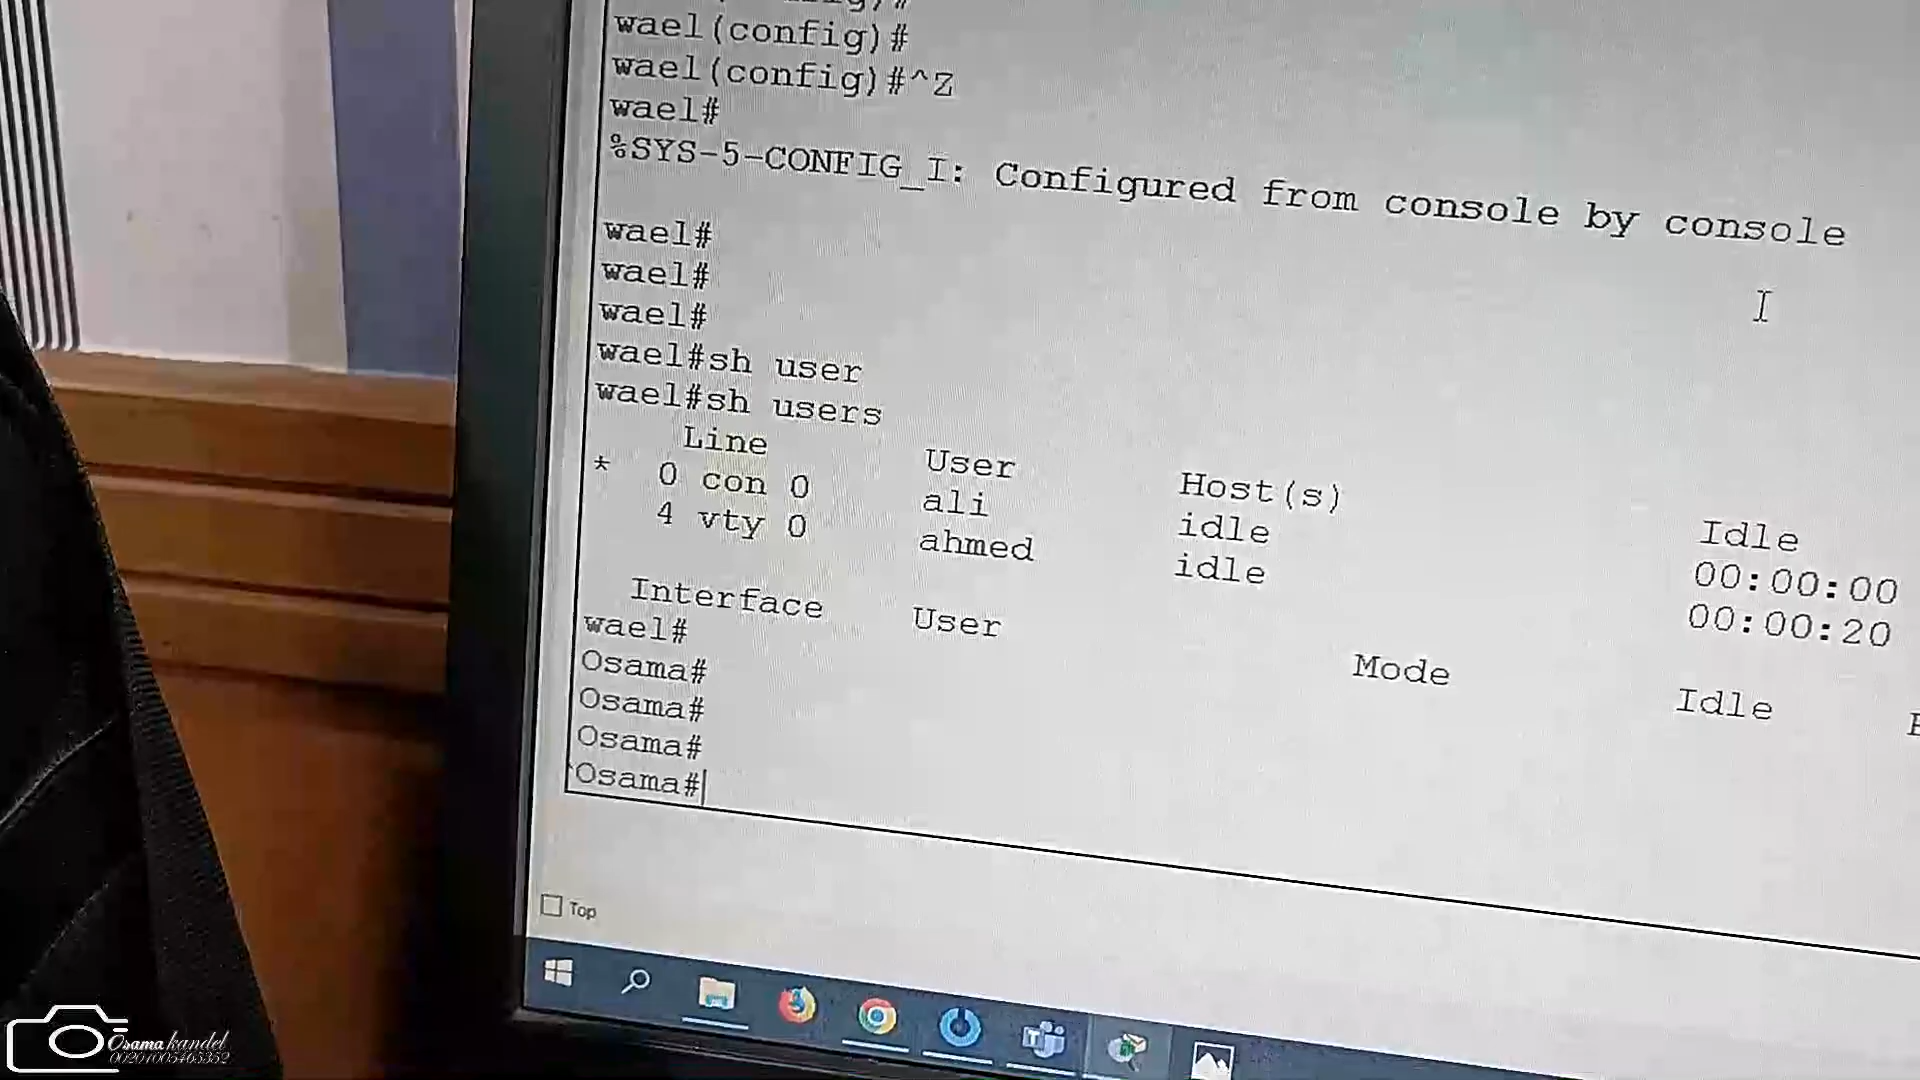 wael(config)#
wael(config)#^Z
wael#
%SYS-5-CONFIG_I: Configured from console by console
wael#
wael#
wael#
wael#sh user
wael#sh users
Line User Host(s) Idle
* 0 con 0 ali idle 00:00:00
4 vty 0 ahmed idle 00:00:20
Interface User Mode Idle
wael#
Osama#
Osama#
Osama#
Osama#
Top
Osama kandel
00201005465352